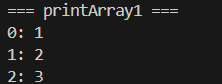 === printArray1 ===
0: 1
1: 2
2: 3